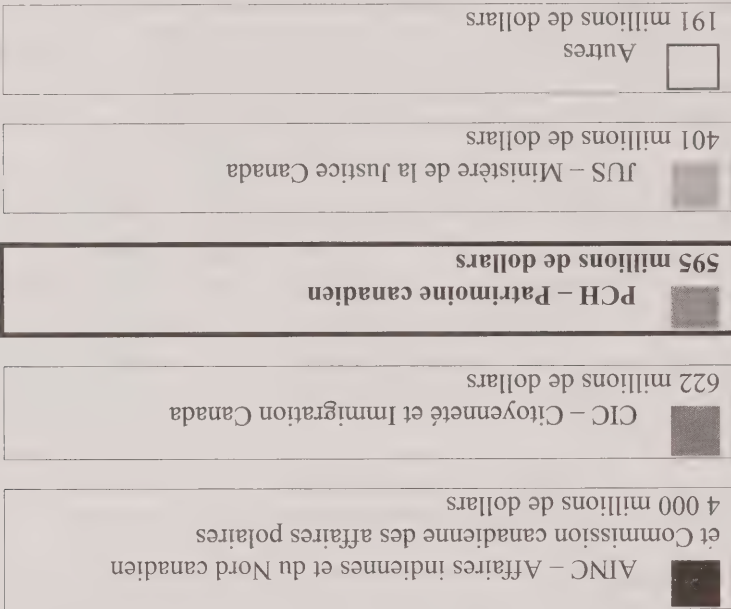 AINC – Affaires indiennes et du Nord canadien
et Commission canadienne des affaires polaires
4 000 millions de dollars
CIC – Citoyenneté et Immigration Canada
622 millions de dollars
PCH – Patrimoine canadien
595 millions de dollars
JUS – Ministère de la Justice Canada
401 millions de dollars
Autres
191 millions de dollars